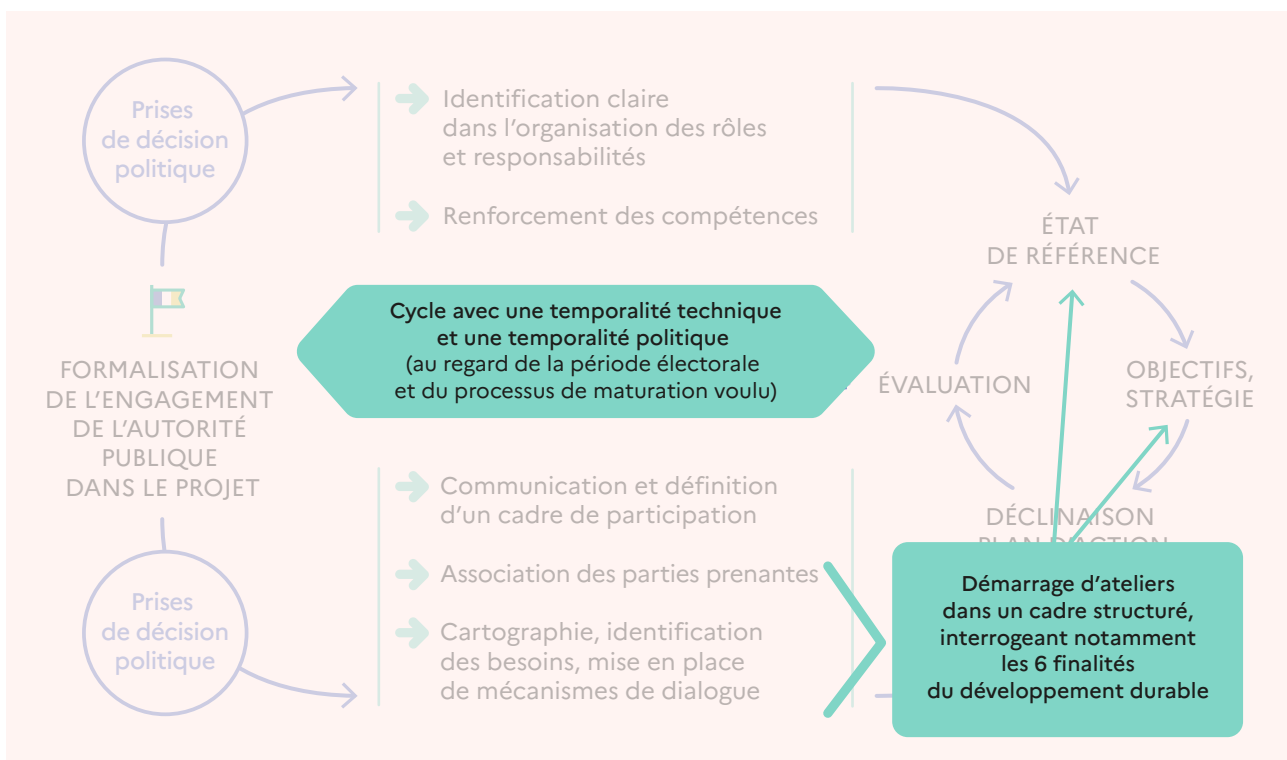 Prises
de décision
politique
Identification claire
dans l'organisation des rôles
et responsabilités
Renforcement des compétences
ÉTAT
DE RÉFÉRENCE
Cycle avec une temporalité technique
et une temporalité politique
(au regard de la période électorale
et du processus de maturation voulu)
FORMALISATION
DE L'ENGAGEMENT
DE L'AUTORITÉ
PUBLIQUE
DANS LE PROJET
ÉVALUATION
OBJECTIFS,
STRATÉGIE
Communication et définition
d'un cadre de participation
Association des parties prenantes
Cartographie, identification
des besoins, mise en place
de mécanismes de dialogue
DÉCLINAISON
PLAN D'ACTION
Démarrage d'ateliers
dans un cadre structuré,
interrogeant notamment
les 6 finalités
du développement durable
Prises
de décision
politique